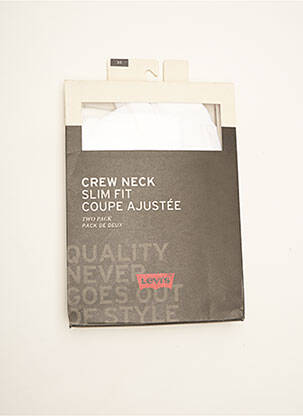 CREW NECK
SLIM FIT
COUPE AJUSTÉE
TWO PACK
PACK DE DEUX
QUALITY
NEVER
LEVI'S
GOES OUT
OF STYLE